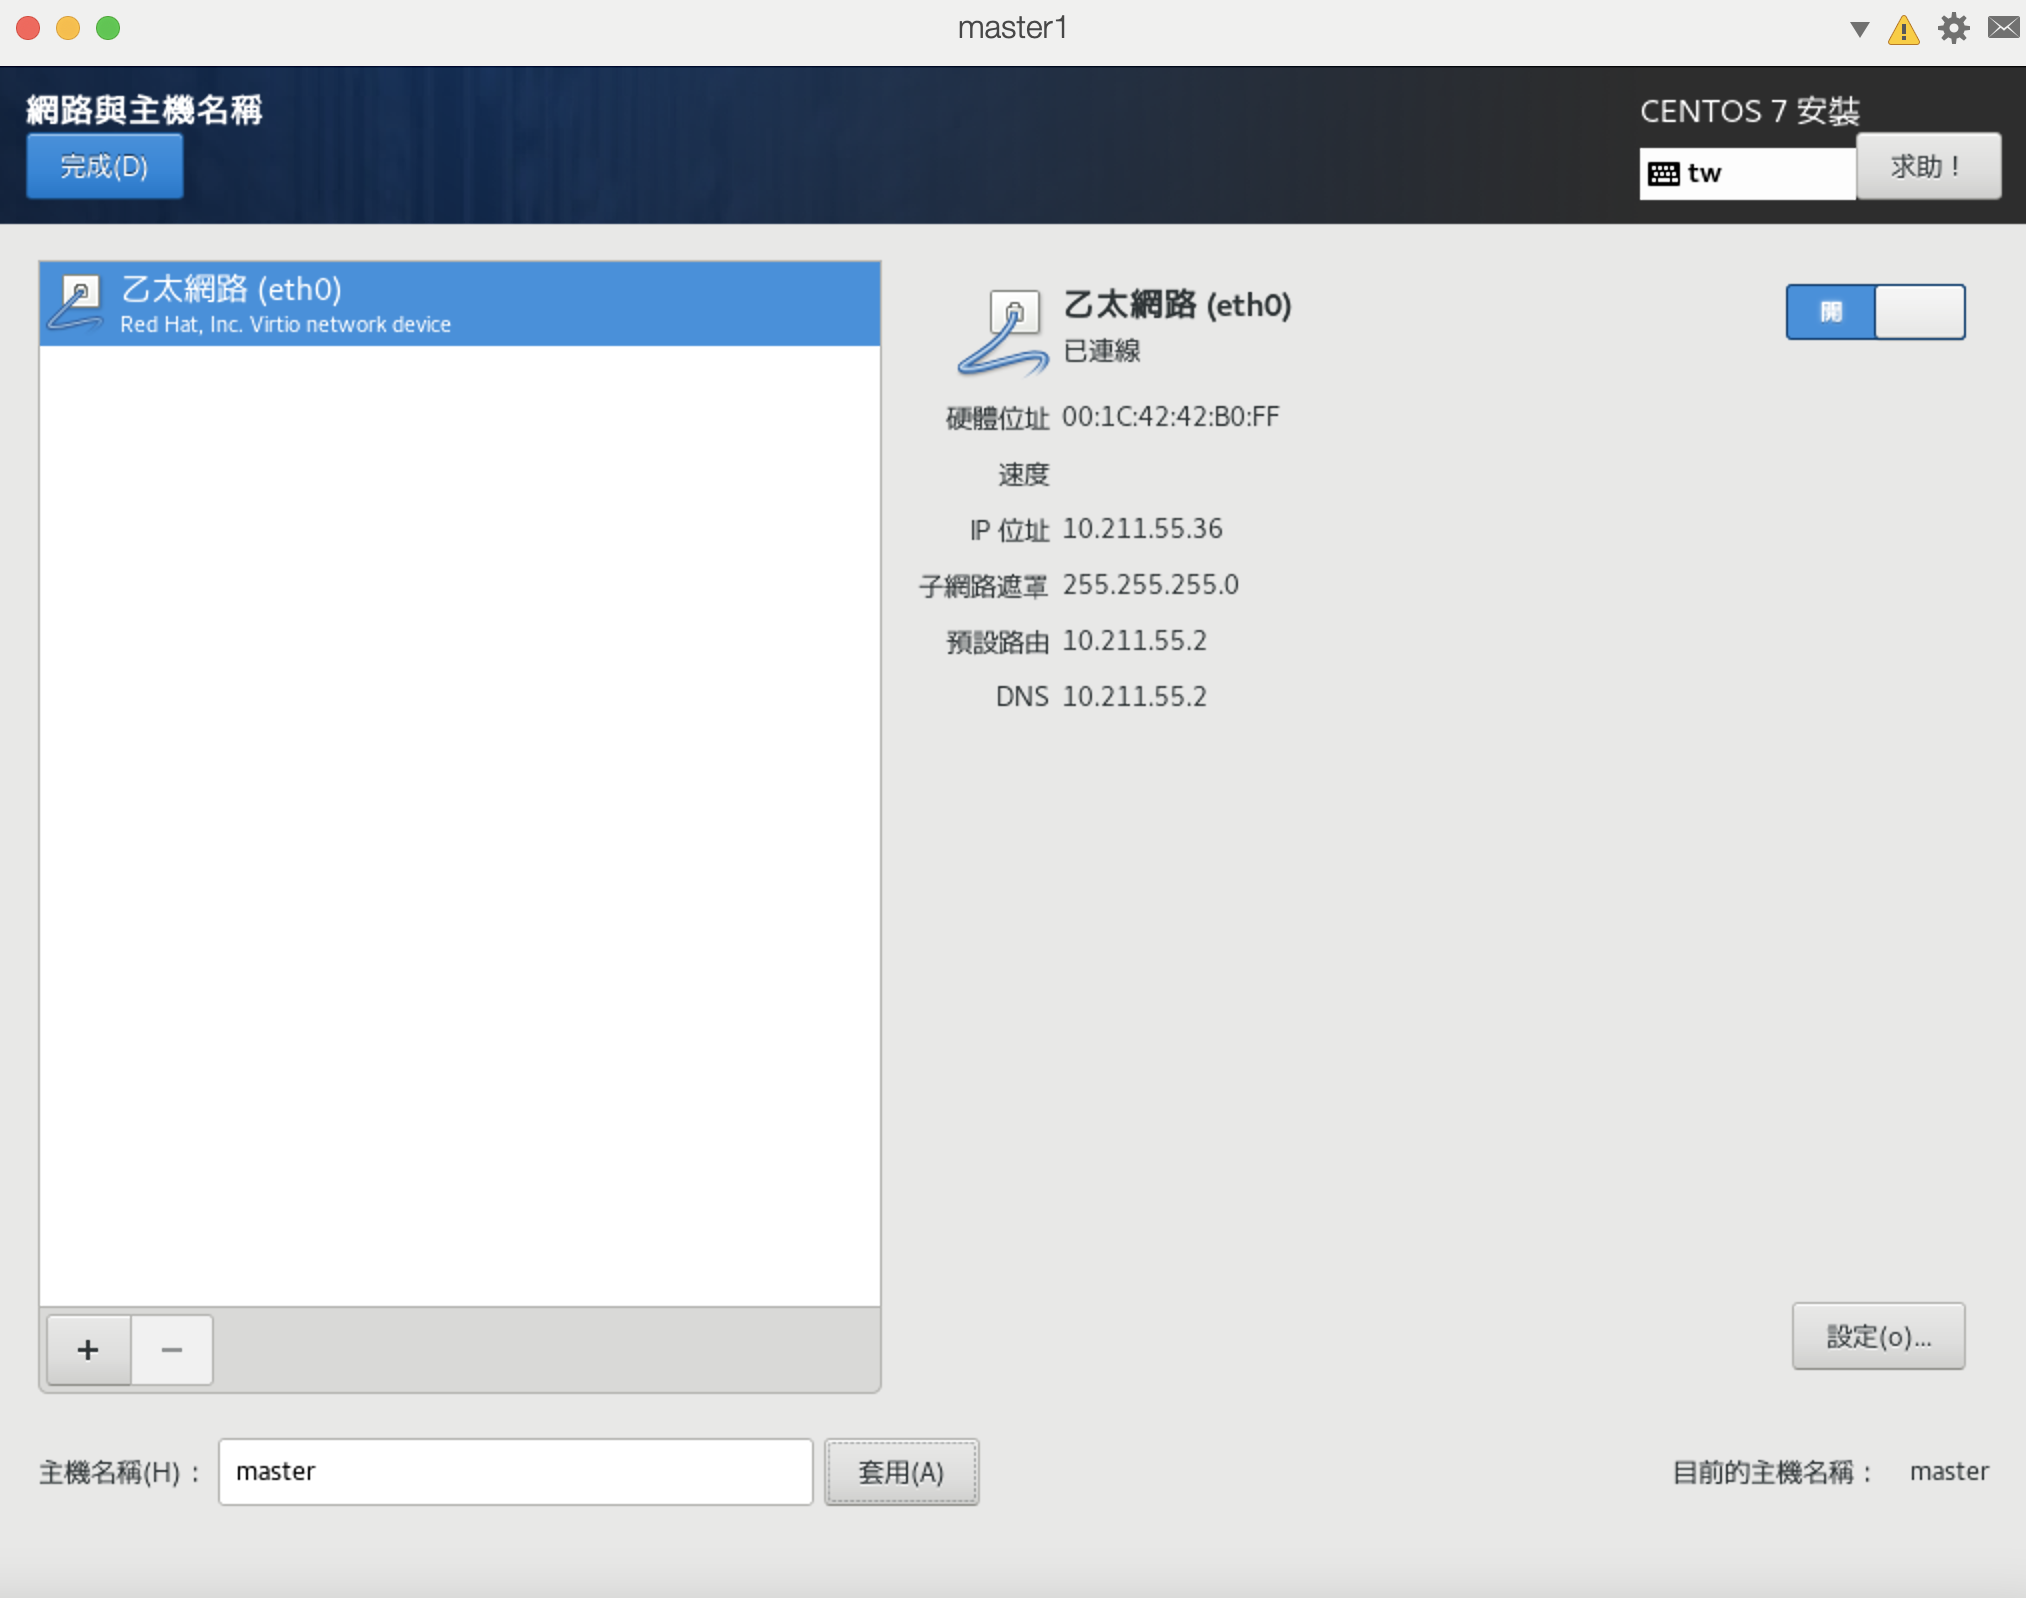 master1
網路與主機名稱
完成(D)
CENTOS 7 安裝
tw
求助！
乙太網路 (eth0)
Red Hat, Inc. Virtio network device
乙太網路 (eth0)
已連線
開
硬體位址 00:1C:42:42:B0:FF
速度
IP 位址 10.211.55.36
子網路遮罩 255.255.255.0
預設路由 10.211.55.2
DNS 10.211.55.2
+ −
設定(o)...
主機名稱(H)： master 套用(A) 目前的主機名稱： master